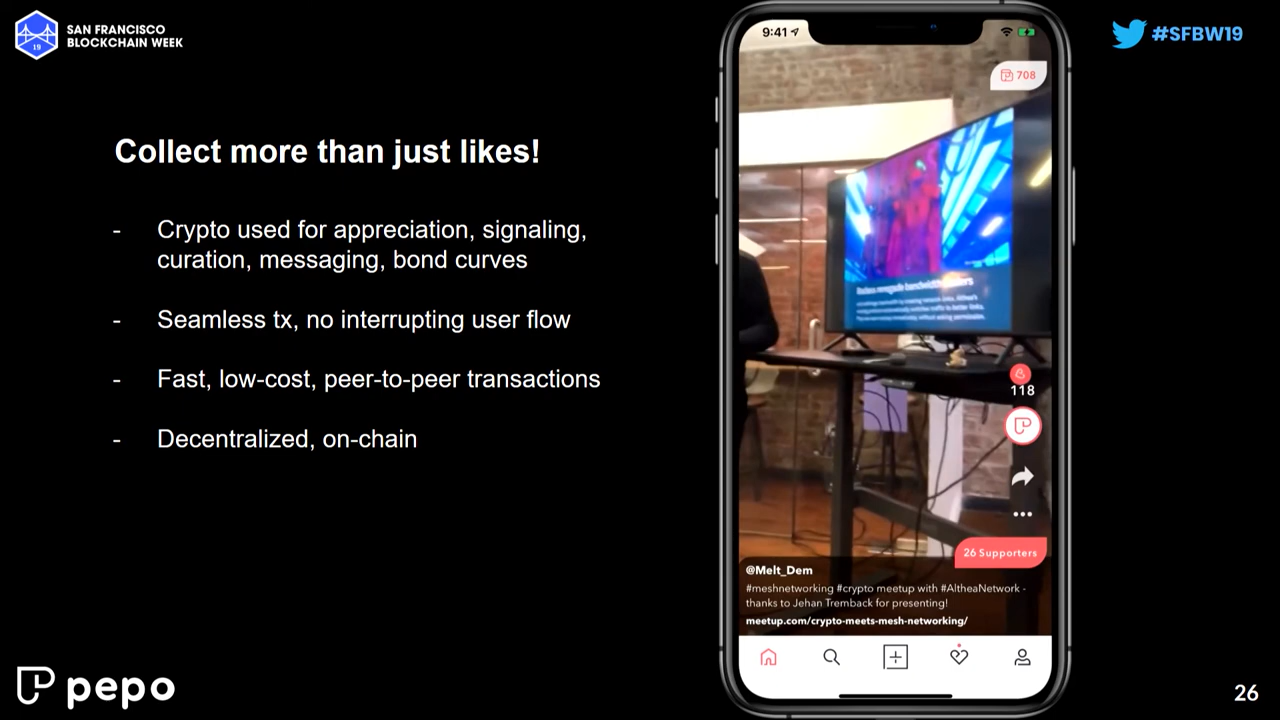 SAN FRANCISCO
BLOCKCHAIN WEEK
19
#SFBW19
Collect more than just likes!
- Crypto used for appreciation, signaling,
curation, messaging, bond curves
- Seamless tx, no interrupting user flow
- Fast, low-cost, peer-to-peer transactions
- Decentralized, on-chain
9:41
708
renegade bandwidth
118
26 Supporters
@Melt_Dem
#meshnetworking #crypto meetup with #AltheaNetwork -
thanks to Jehan Tremback for presenting!
meetup.com/crypto-meets-mesh-networking/
pepo
26